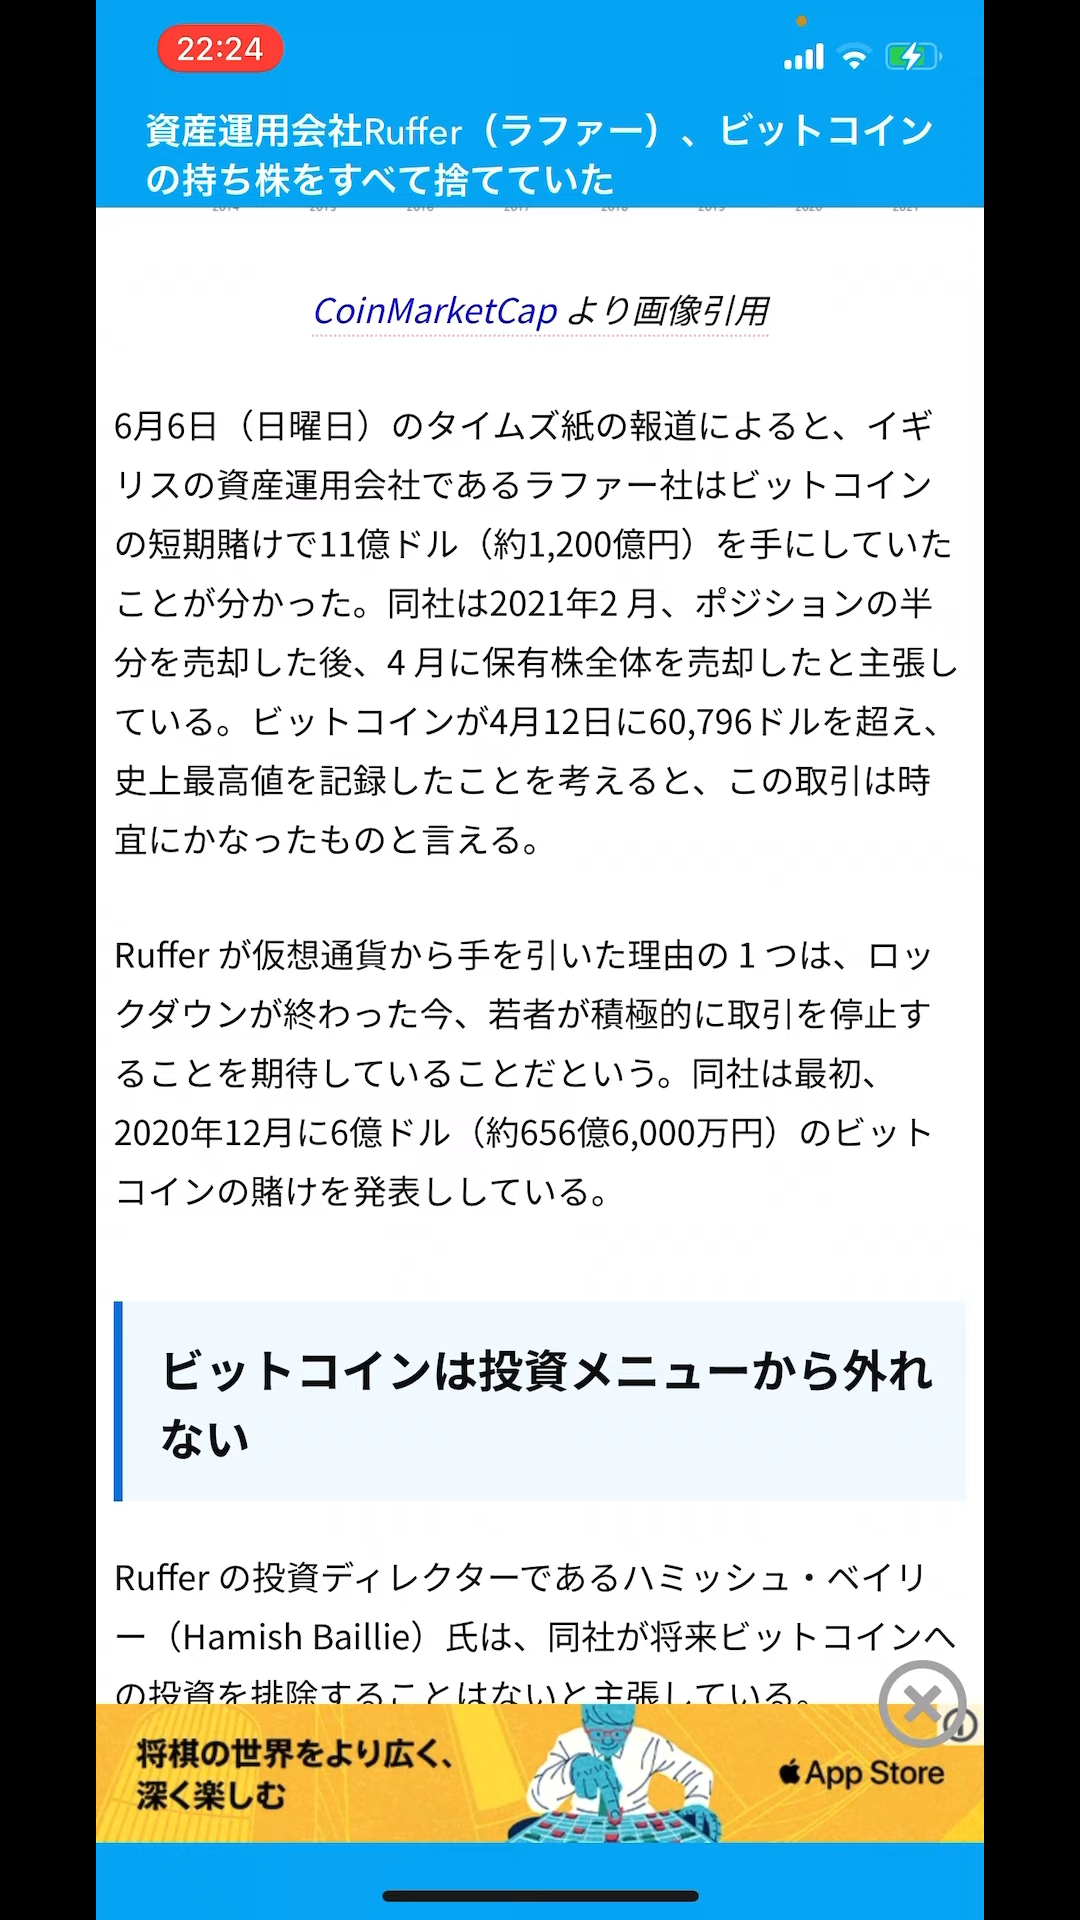 22:24
資産運用会社Ruffer（ラファー）、ビットコイン
の持ち株をすべて捨てていた
CoinMarketCap より画像引用
6月6日（日曜日）のタイムズ紙の報道によると、イギ
リスの資産運用会社であるラファー社はビットコイン
の短期賭けで11億ドル（約1,200億円）を手にしていた
ことが分かった。同社は2021年2 月、ポジションの半
分を売却した後、4 月に保有株全体を売却したと主張し
ている。ビットコインが4月12日に60,796ドルを超え、
史上最高値を記録したことを考えると、この取引は時
宜にかなったものと言える。
Ruffer が仮想通貨から手を引いた理由の 1 つは、ロッ
クダウンが終わった今、若者が積極的に取引を停止す
ることを期待していることだという。同社は最初、
2020年12月に6億ドル（約656億6,000万円）のビット
コインの賭けを発表ししている。
ビットコインは投資メニューから外れ
ない
Ruffer の投資ディレクターであるハミッシュ・ベイリ
ー（Hamish Baillie）氏は、同社が将来ビットコインへ
の投資を排除することはないと主張している。
将棋の世界をより広く、
深く楽しむ
App Store